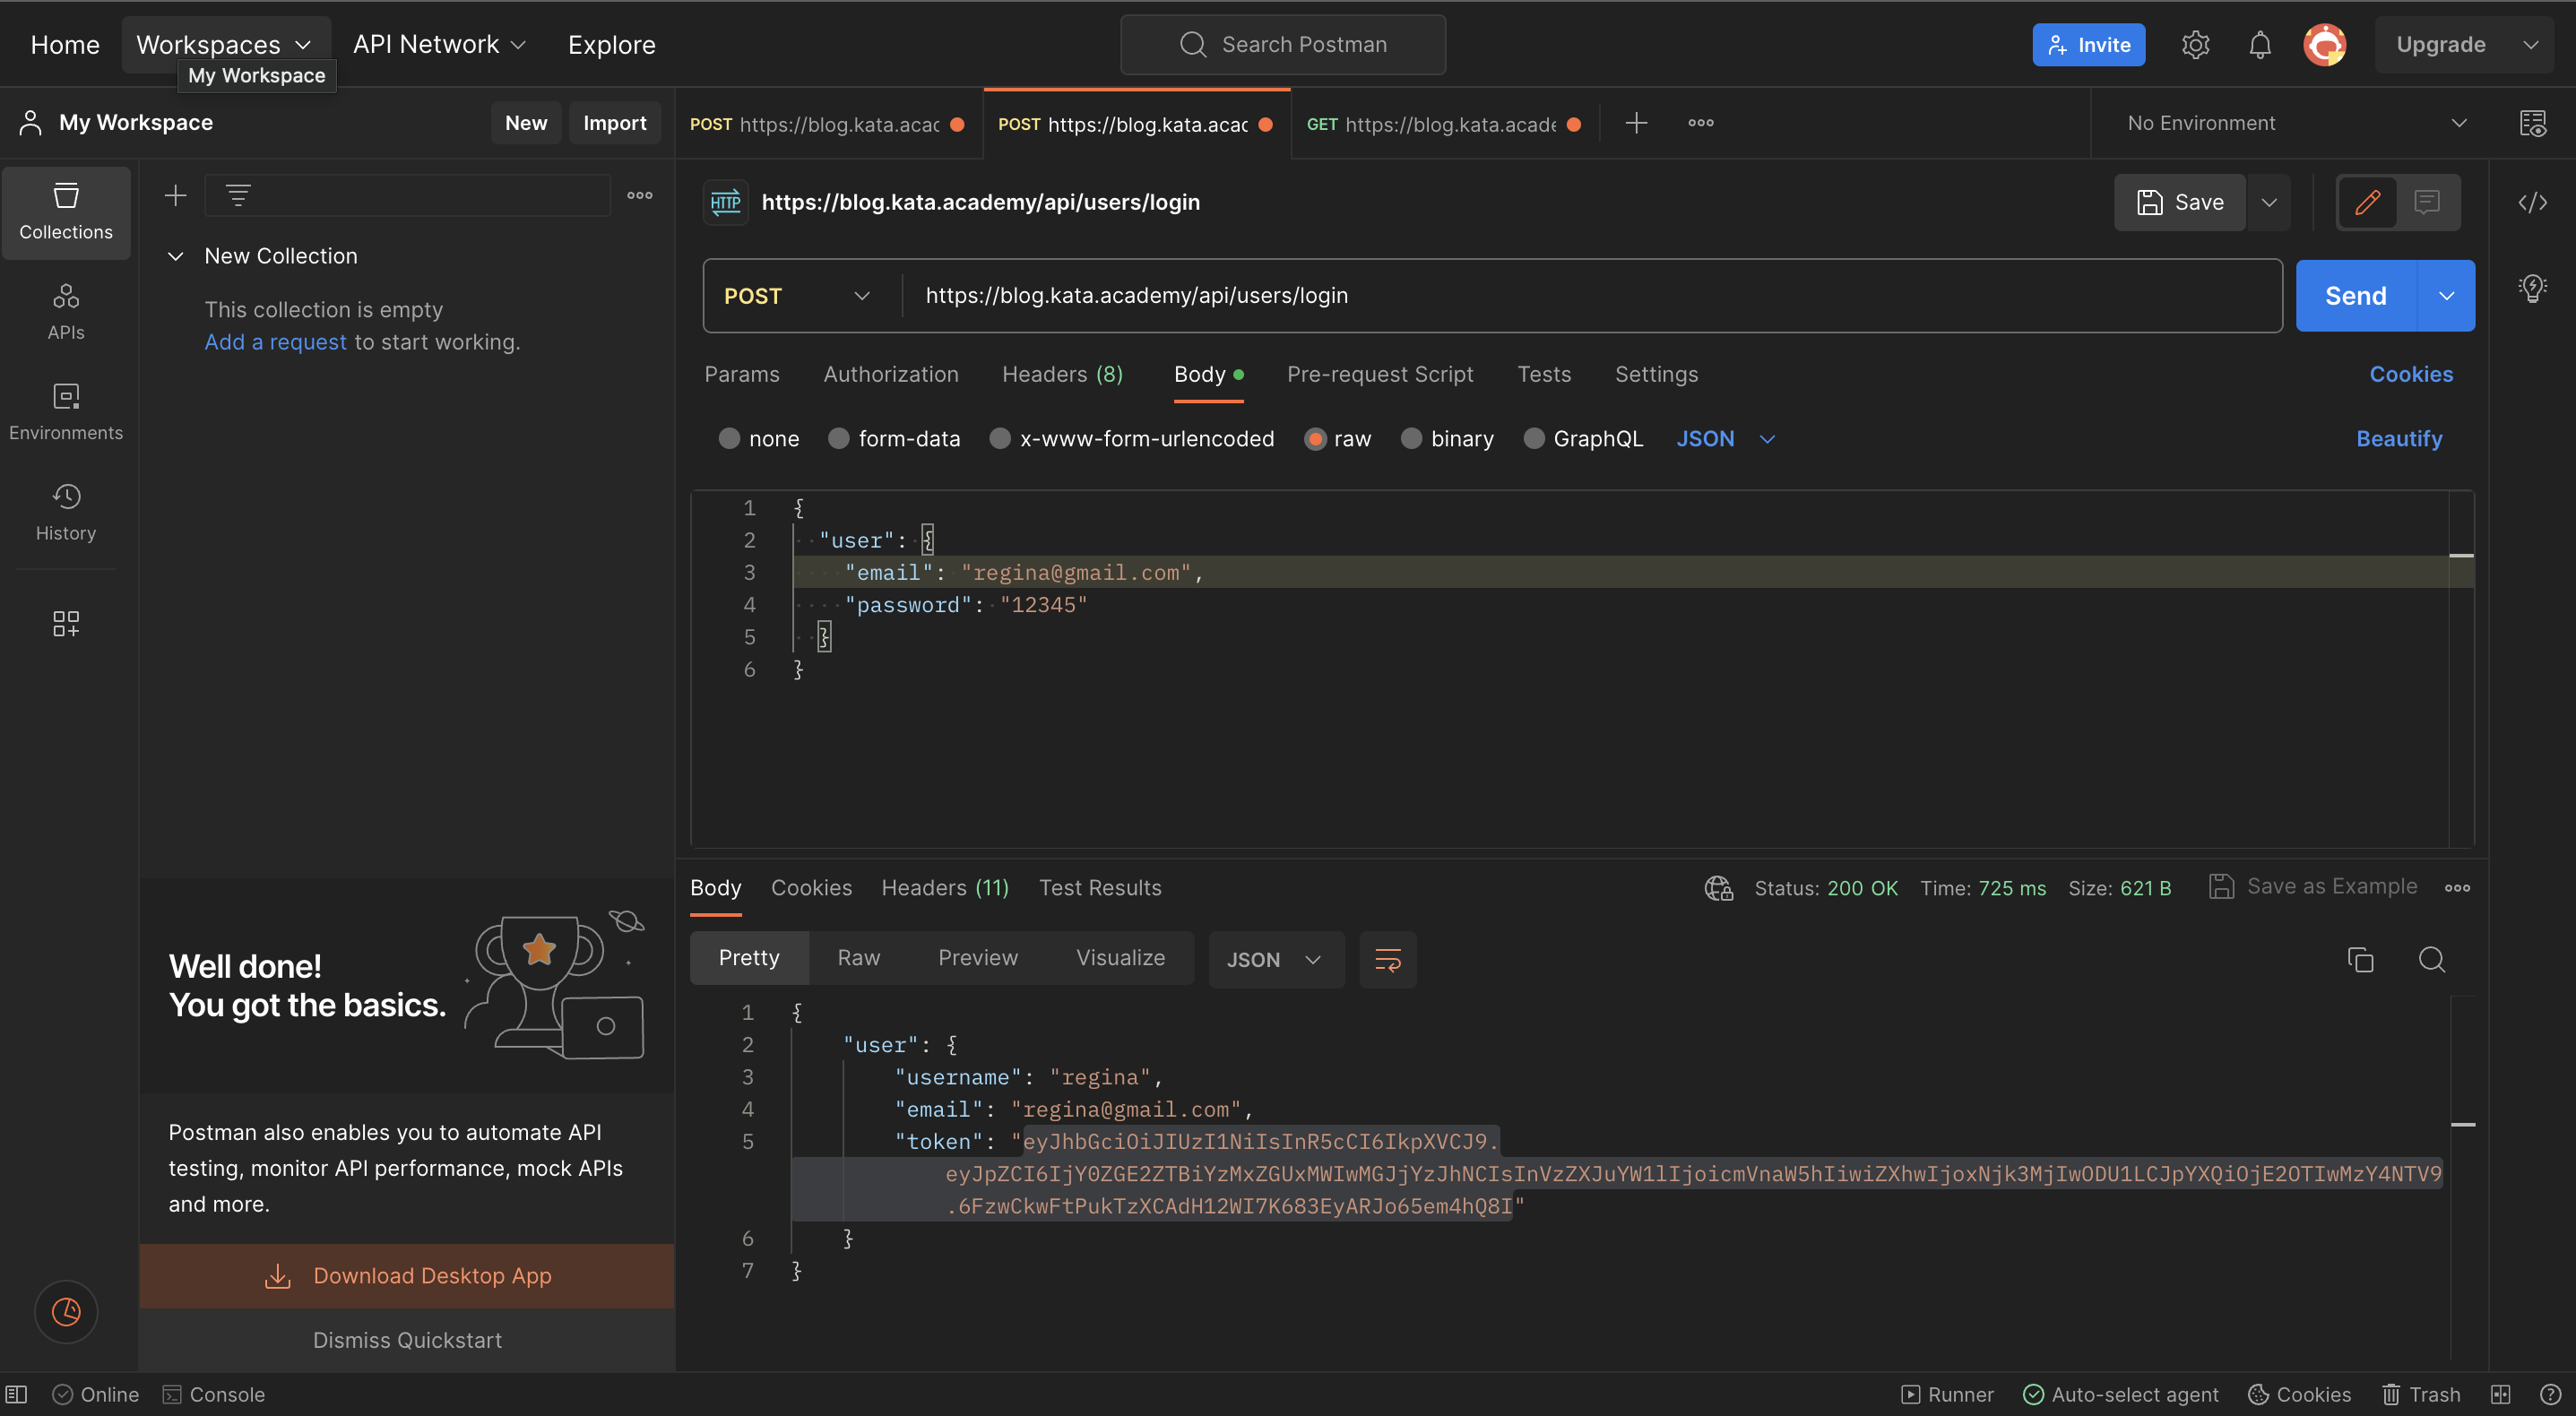 Home Workspaces API Network Explore Search Postman Invite Upgrade
My Workspace
My Workspace New Import POST https://blog.kata.acac POST https://blog.kata.acac GET https://blog.kata.acade No Environment
Collections
APIs
Environments
History
New Collection
This collection is empty
Add a request to start working.
HTTP https://blog.kata.academy/api/users/login Save
POST https://blog.kata.academy/api/users/login Send
Params Authorization Headers (8) Body Pre-request Script Tests Settings Cookies
none form-data x-www-form-urlencoded raw binary GraphQL JSON Beautify
1 {
2 "user": {
3 "email": "regina@gmail.com",
4 "password": "12345"
5 }
6 }
Body Cookies Headers (11) Test Results Status: 200 OK Time: 725 ms Size: 621 B Save as Example
Pretty Raw Preview Visualize JSON
1 {
2 "user": {
3 "username": "regina",
4 "email": "regina@gmail.com",
5 "token": "eyJhbGciOiJIUzI1NiIsInR5cCI6IkpXVCJ9.
eyJpZCI6IjY0ZGE2ZTBiYzMxZGUxMWIwMGJjYzJhNCIsInVzZXJuYW1lIjoicmVnaW5hIiwiZXhwIjoxNjk3MjIwODU1LCJpYXQiOjE2OTIwMzY4NTV9
.6FzwCkwFtPukTzXCAdH12WI7K683EyARJo65em4hQ8I"
6 }
7 }
Well done!
You got the basics.
Postman also enables you to automate API
testing, monitor API performance, mock APIs
and more.
Download Desktop App
Dismiss Quickstart
Online Console Runner Auto-select agent Cookies Trash